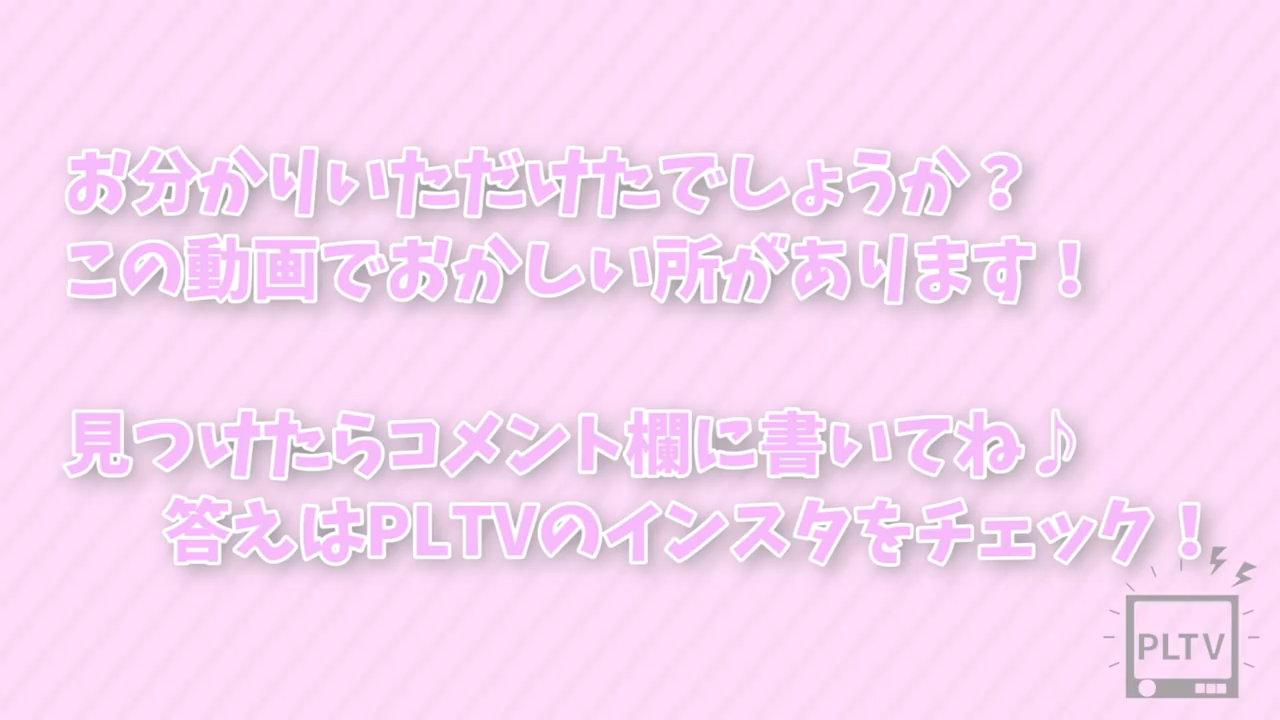 お分かりいただけたでしょうか？
この動画でおかしい所があります！
見つけたらコメント欄に書いてね♪
答えはPLTVのインスタをチェック！
PLTV